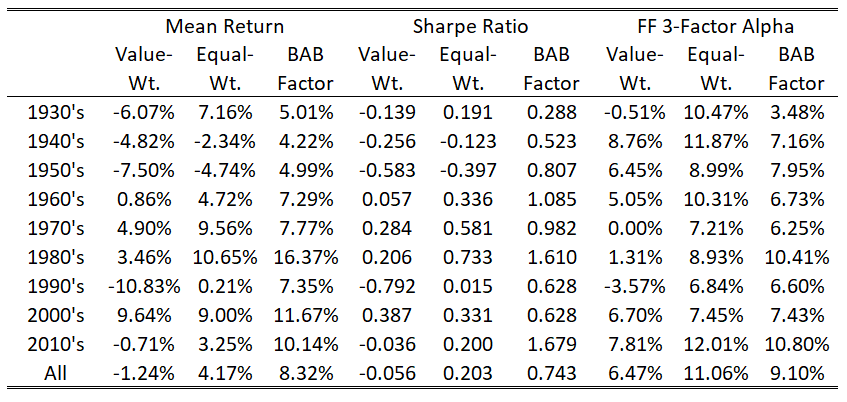 Mean Return Sharpe Ratio FF 3-Factor Alpha
Value- Equal- BAB Value- Equal- BAB Value- Equal- BAB
Wt. Wt. Factor Wt. Wt. Factor Wt. Wt. Factor
1930's -6.07% 7.16% 5.01% -0.139 0.191 0.288 -0.51% 10.47% 3.48%
1940's -4.82% -2.34% 4.22% -0.256 -0.123 0.523 8.76% 11.87% 7.16%
1950's -7.50% -4.74% 4.99% -0.583 -0.397 0.807 6.45% 8.99% 7.95%
1960's 0.86% 4.72% 7.29% 0.057 0.336 1.085 5.05% 10.31% 6.73%
1970's 4.90% 9.56% 7.77% 0.284 0.581 0.982 0.00% 7.21% 6.25%
1980's 3.46% 10.65% 16.37% 0.206 0.733 1.610 1.31% 8.93% 10.41%
1990's -10.83% 0.21% 7.35% -0.792 0.015 0.628 -3.57% 6.84% 6.60%
2000's 9.64% 9.00% 11.67% 0.387 0.331 0.628 6.70% 7.45% 7.43%
2010's -0.71% 3.25% 10.14% -0.036 0.200 1.679 7.81% 12.01% 10.80%
All -1.24% 4.17% 8.32% -0.056 0.203 0.743 6.47% 11.06% 9.10%